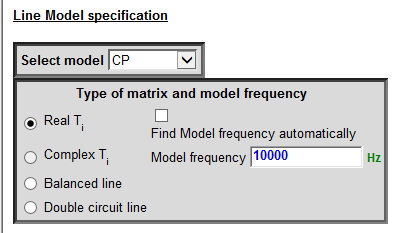 Line Model specification
Select model CP
Type of matrix and model frequency
Real Ti
Find Model frequency automatically
Complex Ti
Model frequency 10000 Hz
Balanced line
Double circuit line